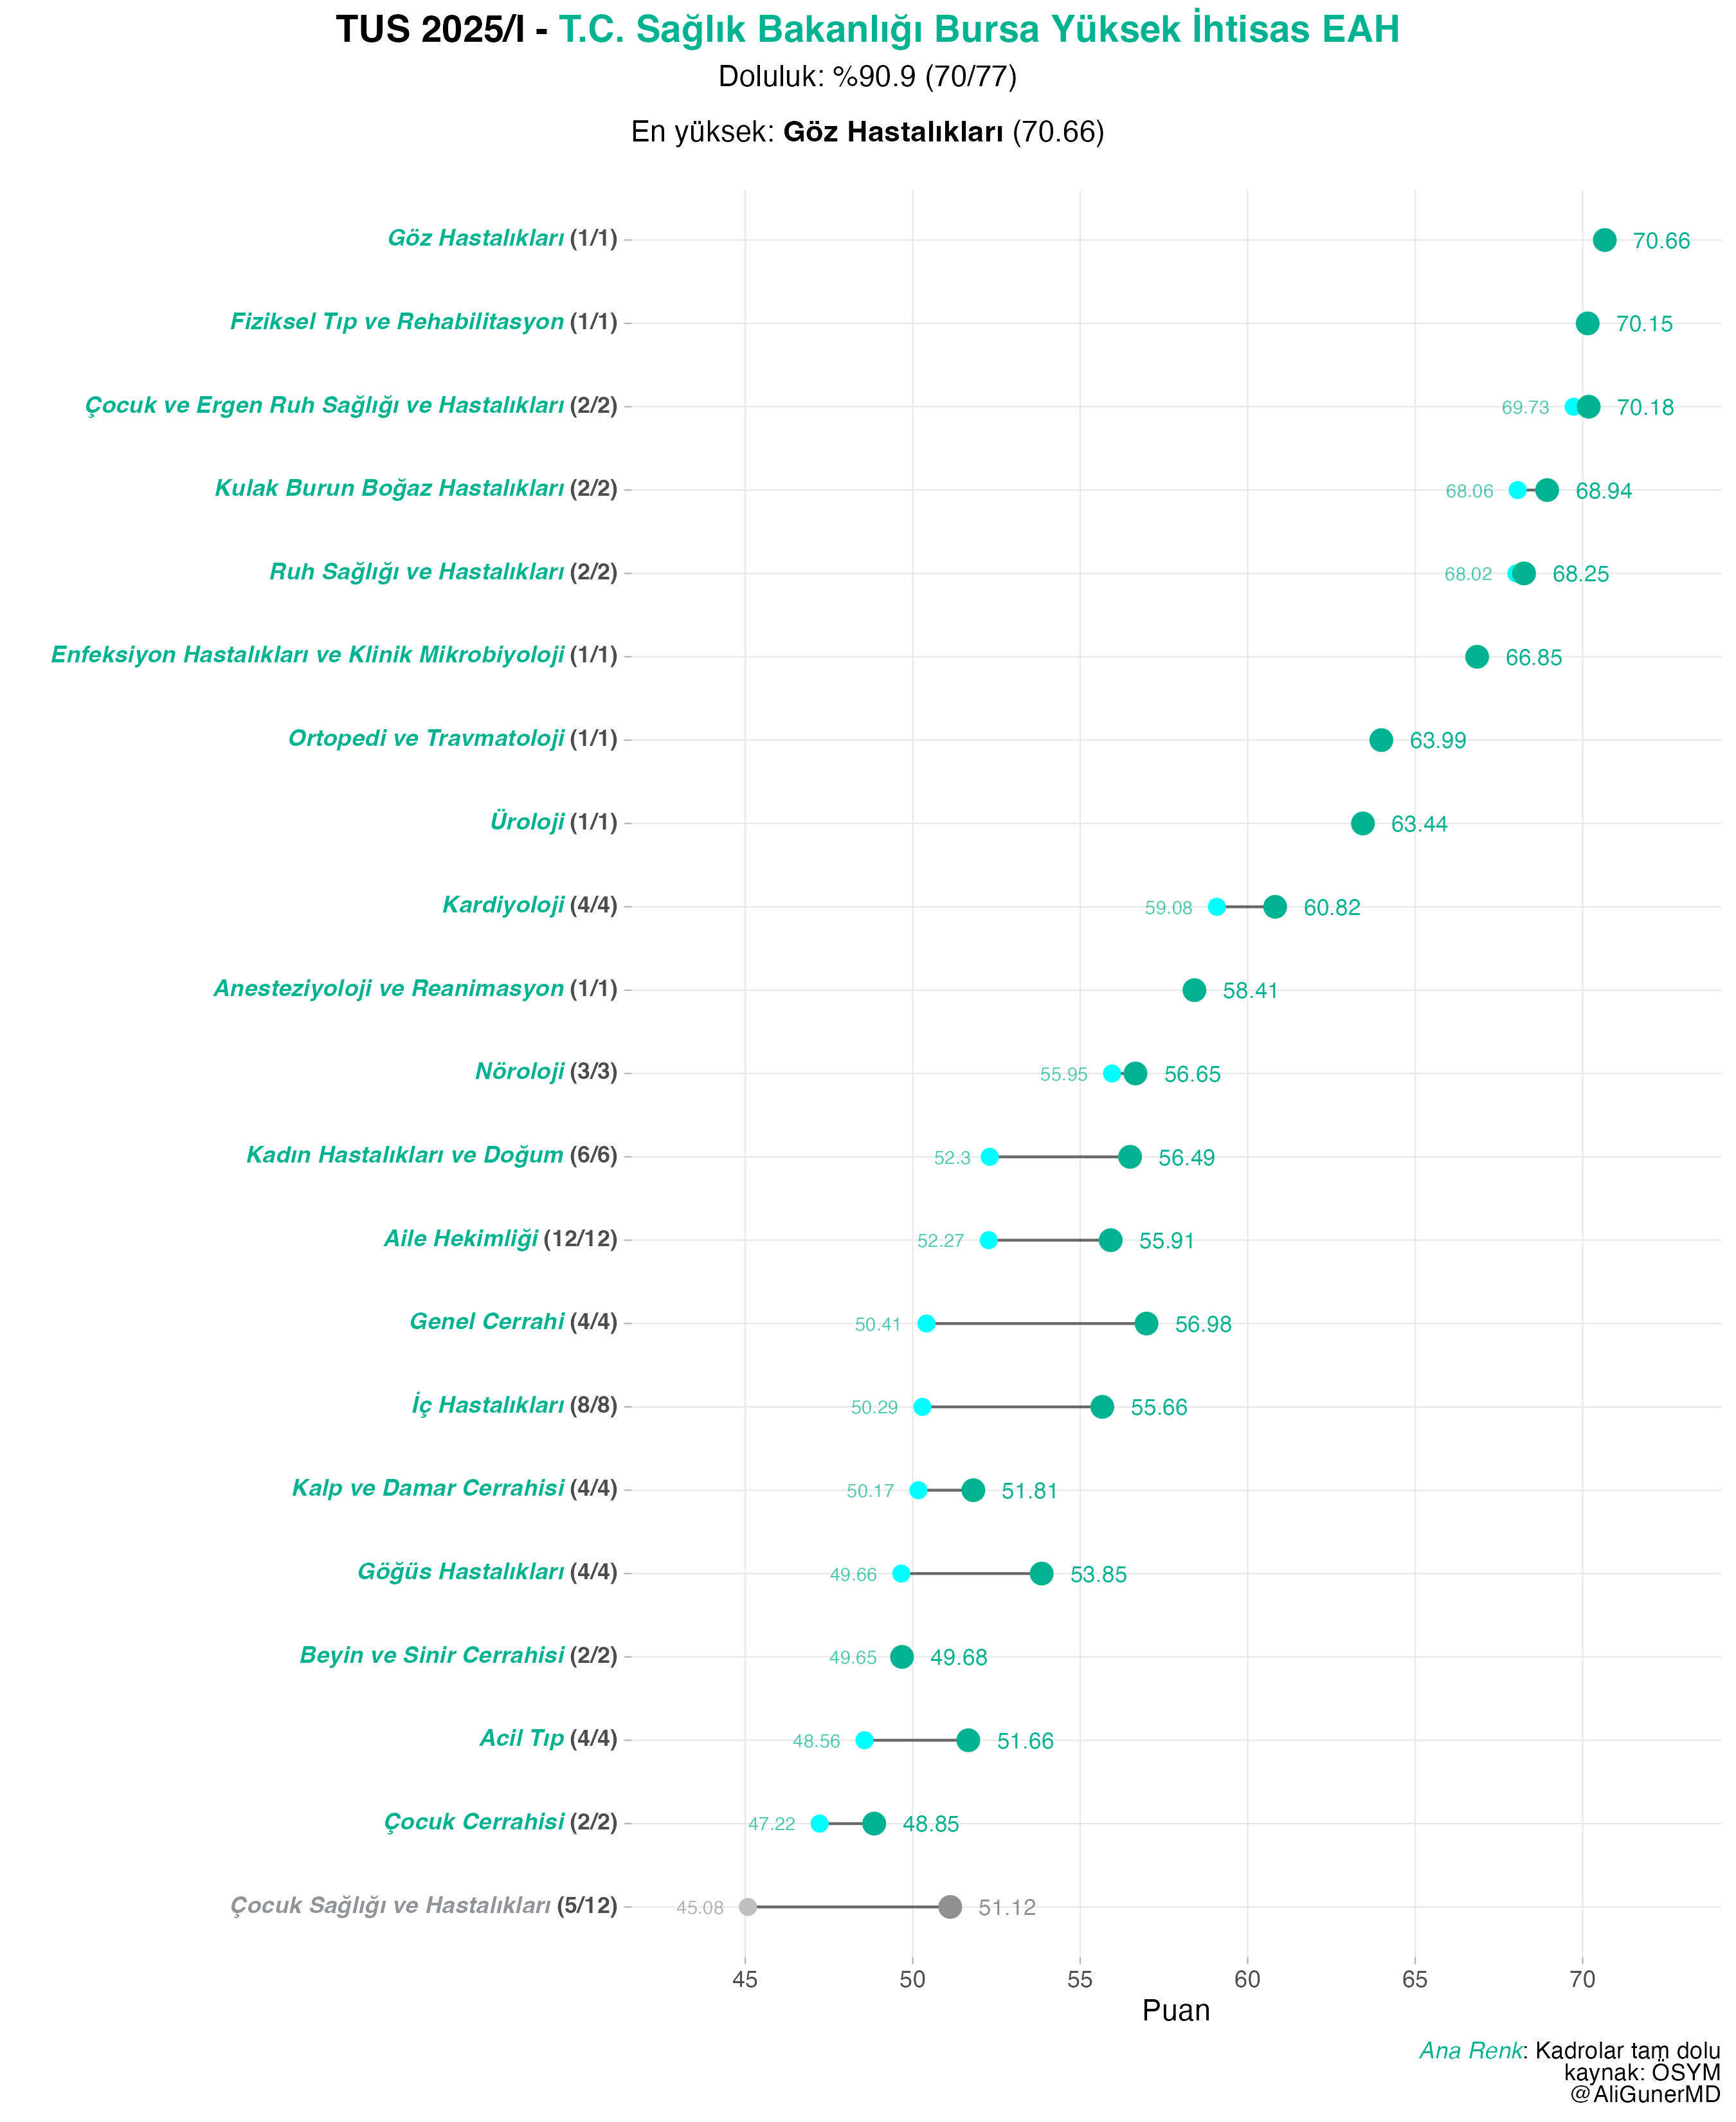 TUS 2025/I - T.C. Sağlık Bakanlığı Bursa Yüksek İhtisas EAH
Doluluk: %90.9 (70/77)
En yüksek: Göz Hastalıkları (70.66)
Göz Hastalıkları (1/1) 70.66
Fiziksel Tıp ve Rehabilitasyon (1/1) 70.15
Çocuk ve Ergen Ruh Sağlığı ve Hastalıkları (2/2) 69.73 70.18
Kulak Burun Boğaz Hastalıkları (2/2) 68.06 68.94
Ruh Sağlığı ve Hastalıkları (2/2) 68.02 68.25
Enfeksiyon Hastalıkları ve Klinik Mikrobiyoloji (1/1) 66.85
Ortopedi ve Travmatoloji (1/1) 63.99
Üroloji (1/1) 63.44
Kardiyoloji (4/4) 59.08 60.82
Anesteziyoloji ve Reanimasyon (1/1) 58.41
Nöroloji (3/3) 55.95 56.65
Kadın Hastalıkları ve Doğum (6/6) 52.3 56.49
Aile Hekimliği (12/12) 52.27 55.91
Genel Cerrahi (4/4) 50.41 56.98
İç Hastalıkları (8/8) 50.29 55.66
Kalp ve Damar Cerrahisi (4/4) 50.17 51.81
Göğüs Hastalıkları (4/4) 49.66 53.85
Beyin ve Sinir Cerrahisi (2/2) 49.65 49.68
Acil Tıp (4/4) 48.56 51.66
Çocuk Cerrahisi (2/2) 47.22 48.85
Çocuk Sağlığı ve Hastalıkları (5/12) 45.08 51.12
45 50 55 60 65 70
Puan
Ana Renk: Kadrolar tam dolu
kaynak: ÖSYM
@AliGunerMD